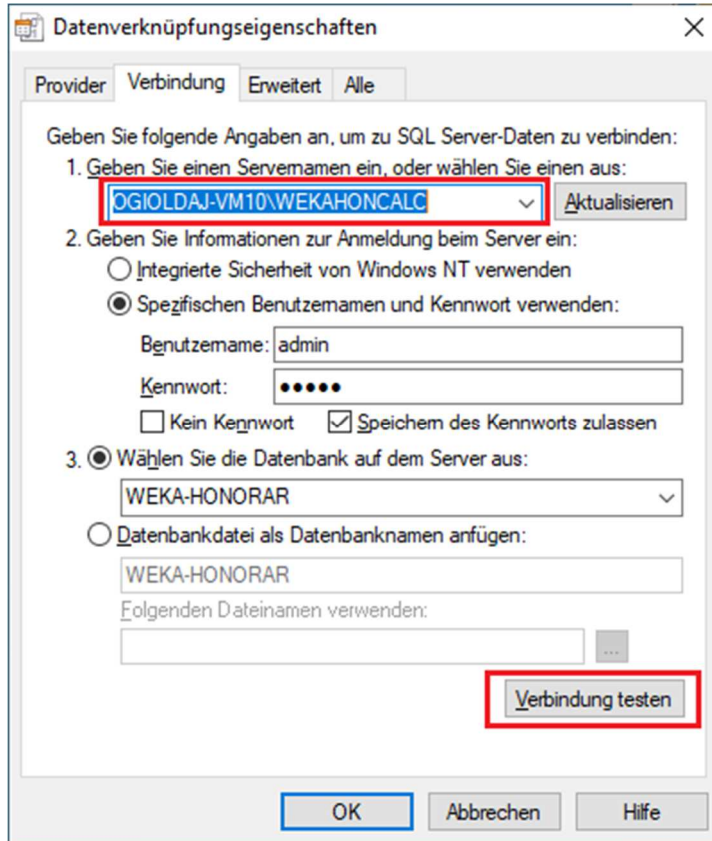 Datenverknüpfungseigenschaften
Provider Verbindung Erweitert Alle
Geben Sie folgende Angaben an, um zu SQL Server-Daten zu verbinden:
1. Geben Sie einen Servernamen ein, oder wählen Sie einen aus:
OGIOLDAJ-VM10\WEKAHONCALC Aktualisieren
2. Geben Sie Informationen zur Anmeldung beim Server ein:
Integrierte Sicherheit von Windows NT verwenden
Spezifischen Benutzernamen und Kennwort verwenden:
Benutzername: admin
Kennwort: •••••
Kein Kennwort Speichern des Kennworts zulassen
3. Wählen Sie die Datenbank auf dem Server aus:
WEKA-HONORAR
Datenbankdatei als Datenbanknamen anfügen:
WEKA-HONORAR
Folgenden Dateinamen verwenden:
...
Verbindung testen
OK Abbrechen Hilfe